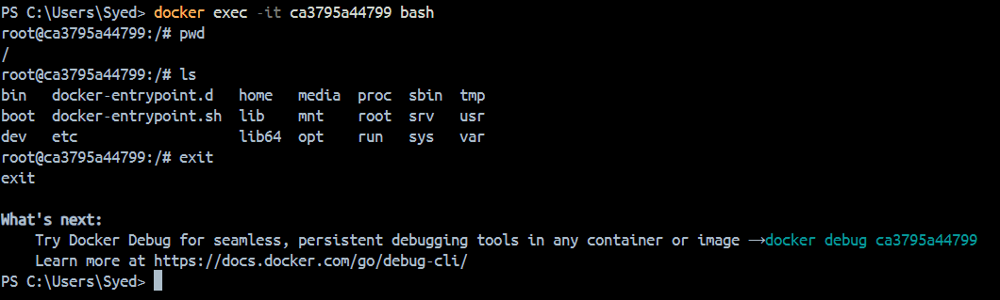 PS C:\Users\Syed> docker exec -it ca3795a44799 bash
root@ca3795a44799:/# pwd
/
root@ca3795a44799:/# ls
bin   docker-entrypoint.d   home   media  proc  sbin  tmp
boot  docker-entrypoint.sh  lib    mnt    root  srv   usr
dev   etc                   lib64  opt    run   sys   var
root@ca3795a44799:/# exit
exit
What's next:
    Try Docker Debug for seamless, persistent debugging tools in any container or image →docker debug ca3795a44799
    Learn more at https://docs.docker.com/go/debug-cli/
PS C:\Users\Syed>